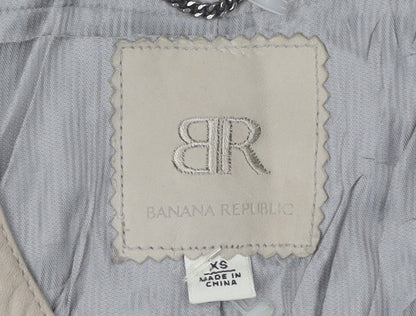 BR
BANANA REPUBLIC
XS
MADE IN
CHINA